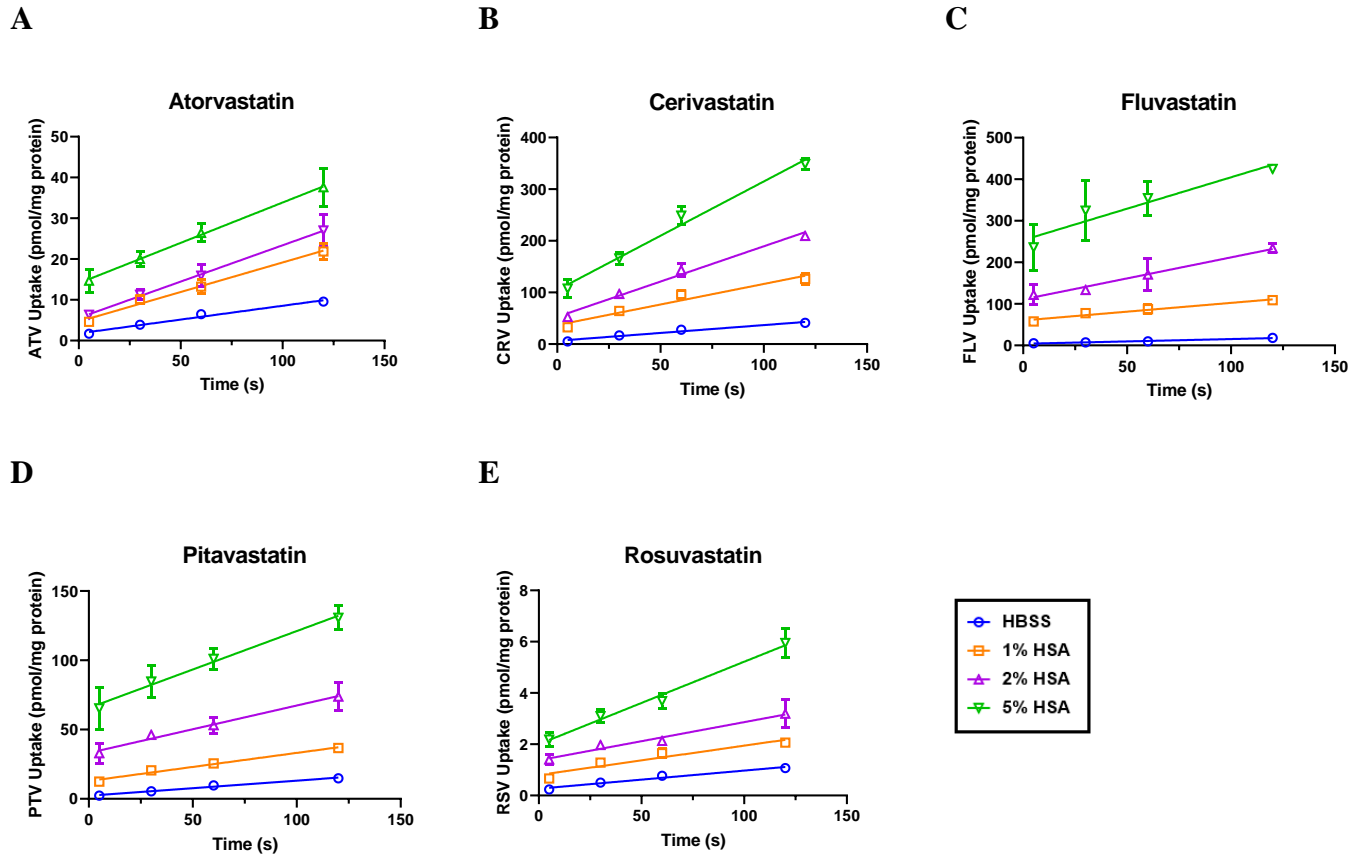 A
Atorvastatin
ATV Uptake (pmol/mg protein)
50
40
30
20
10
0
0 50 100 150
Time (s)
B
Cerivastatin
CRV Uptake (pmol/mg protein)
400
300
200
100
0
0 50 100 150
Time (s)
C
Fluvastatin
FLV Uptake (pmol/mg protein)
500
400
300
200
100
0
0 50 100 150
Time (s)
D
Pitavastatin
PTV Uptake (pmol/mg protein)
150
100
50
0
0 50 100 150
Time (s)
E
Rosuvastatin
RSV Uptake (pmol/mg protein)
8
6
4
2
0
0 50 100 150
Time (s)
HBSS
1% HSA
2% HSA
5% HSA